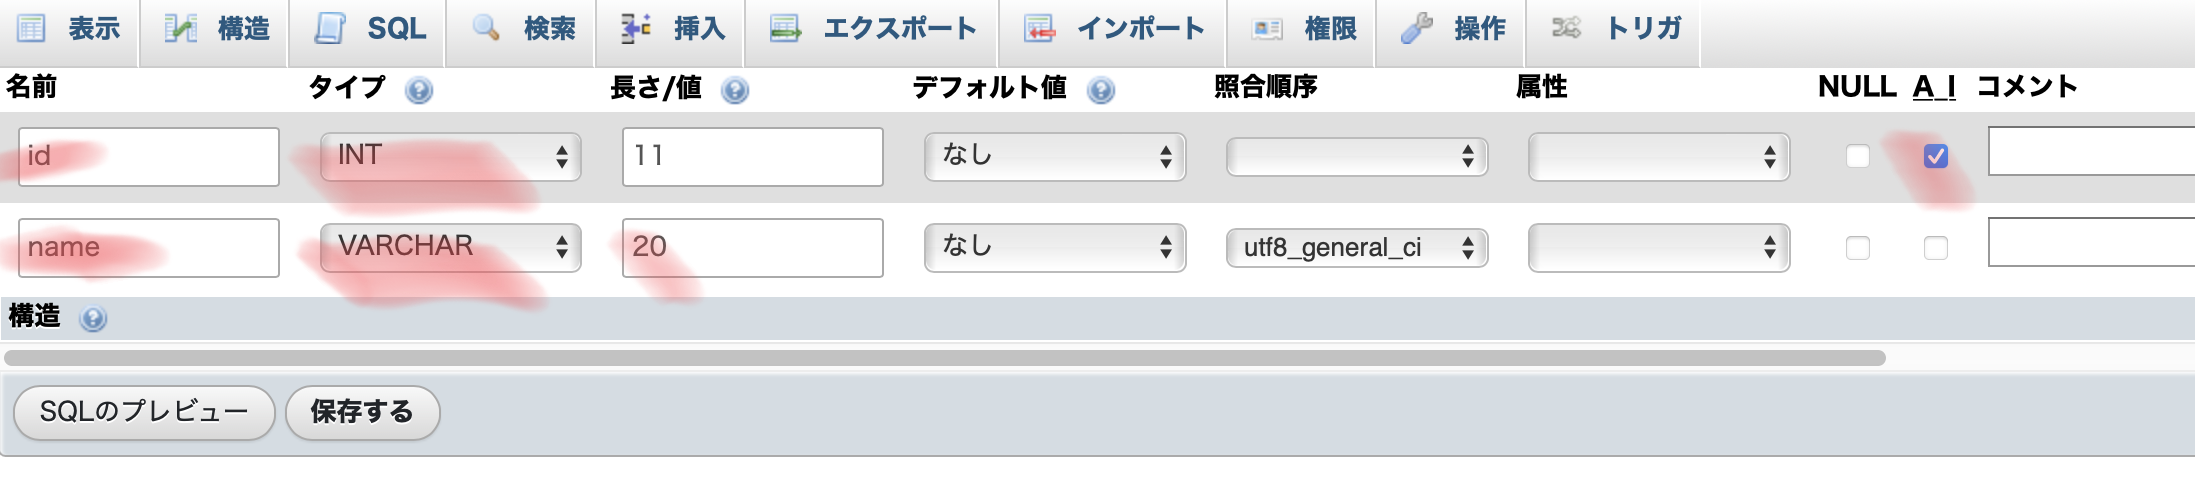 表示 構造 SQL 検索 挿入 エクスポート インポート 権限 操作 トリガ
名前 タイプ 長さ/値 デフォルト値 照合順序 属性 NULL A_I コメント
id INT 11 なし
name VARCHAR 20 なし utf8_general_ci
構造
SQLのプレビュー 保存する